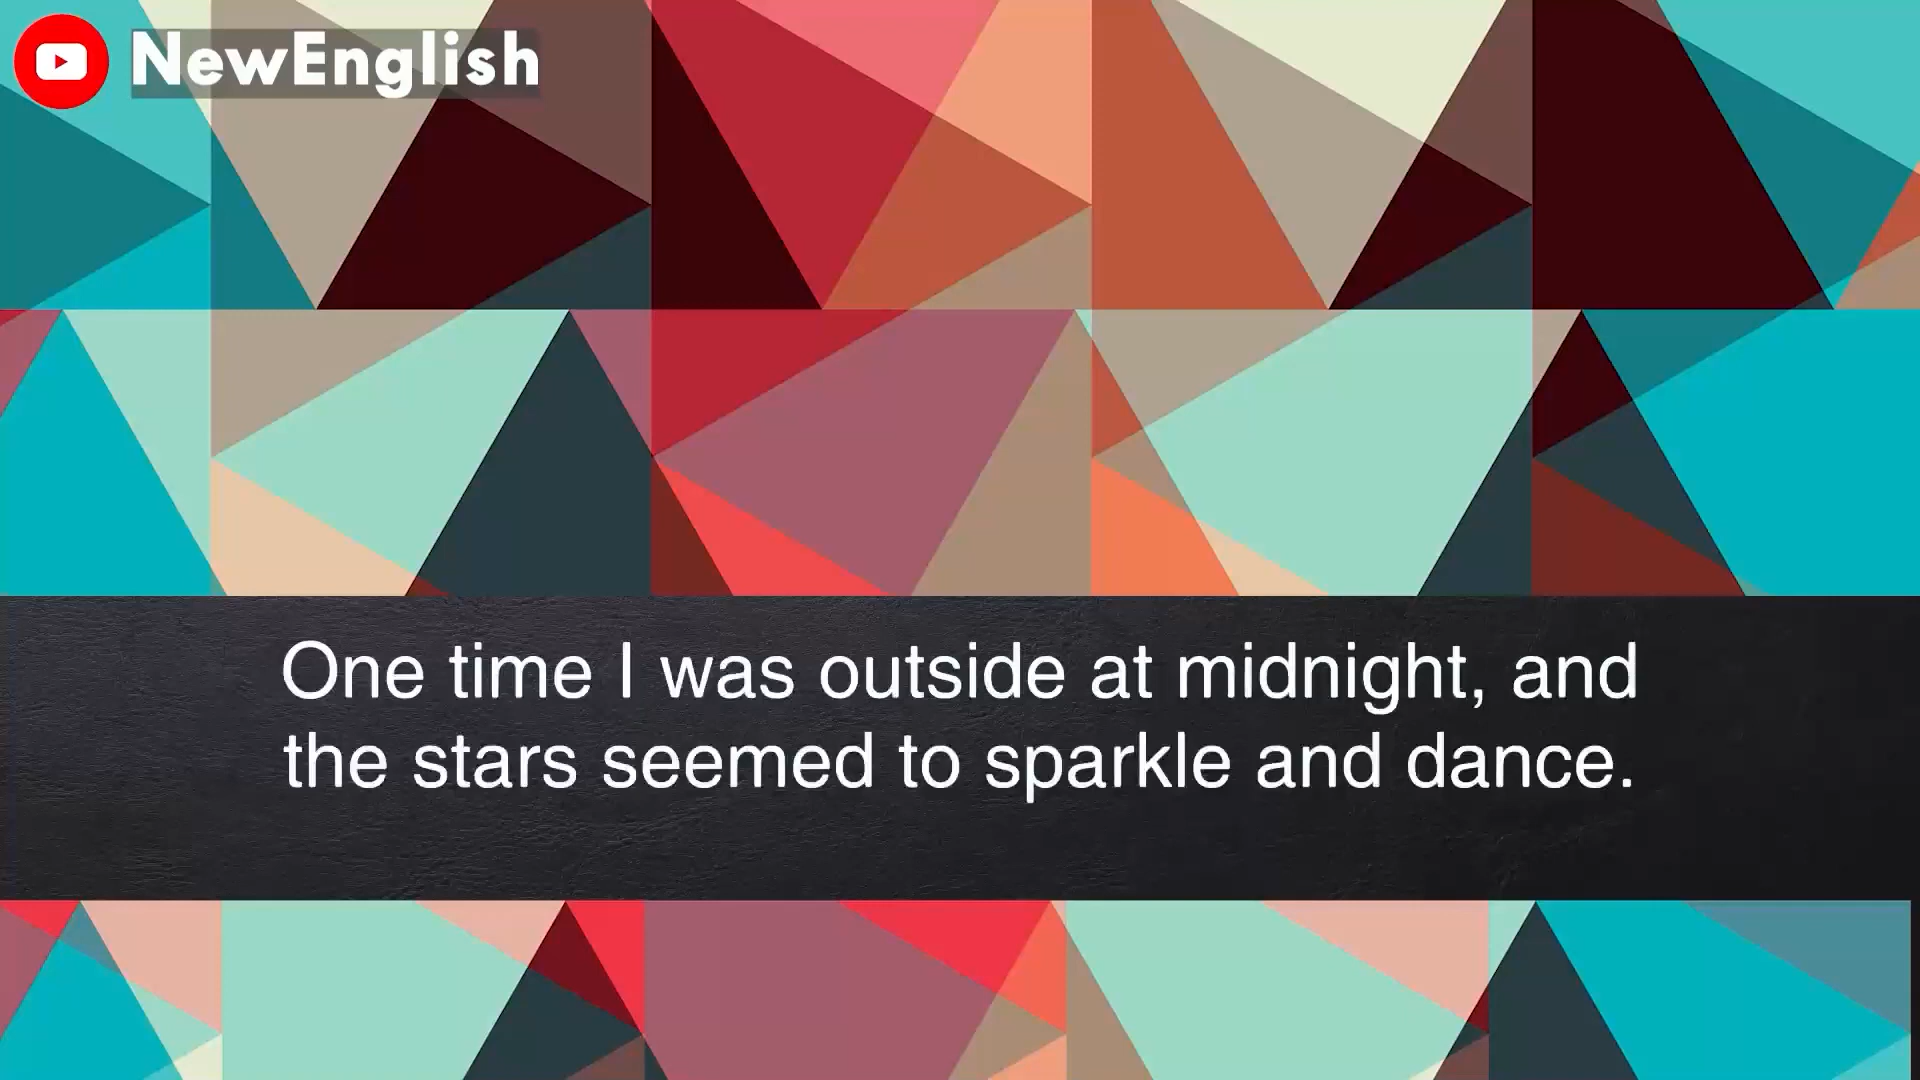 NewEnglish
One time I was outside at midnight, and
the stars seemed to sparkle and dance.